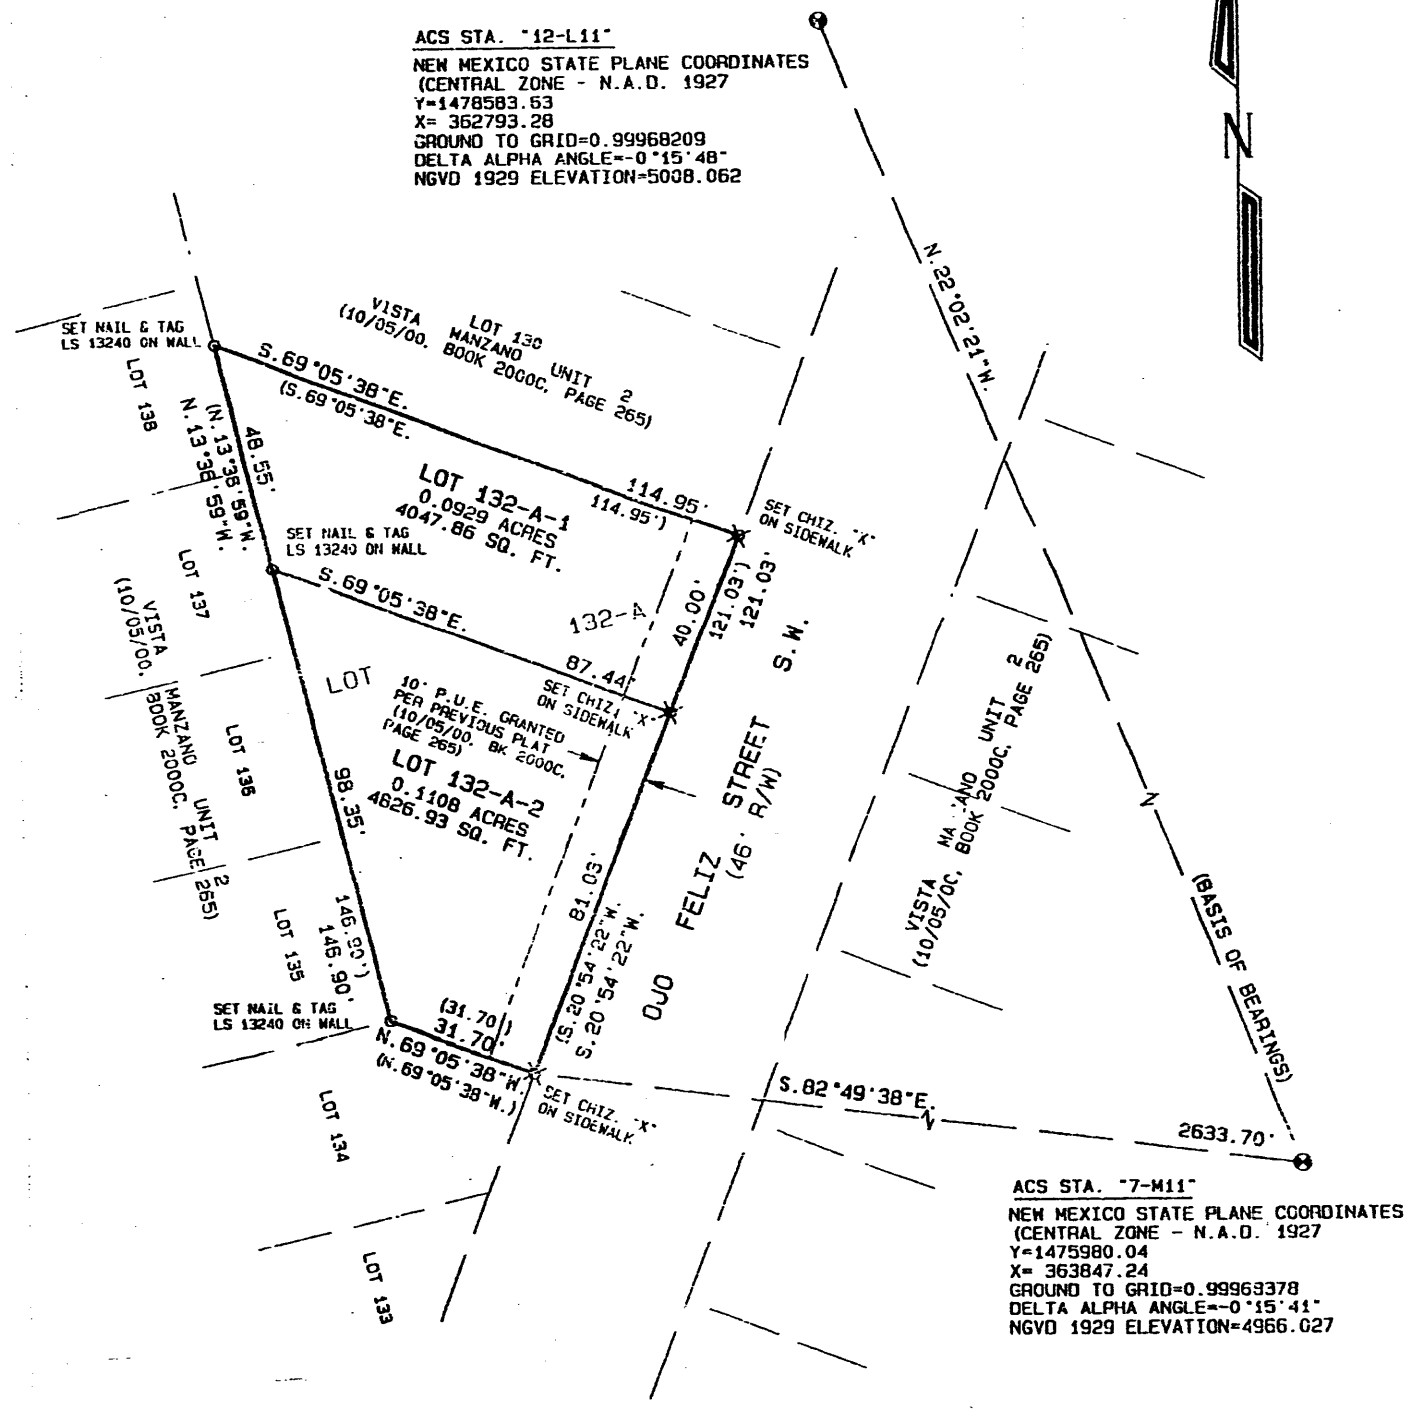 ACS STA. "12-L11"
NEW MEXICO STATE PLANE COORDINATES
(CENTRAL ZONE - N.A.D. 1927
Y=1478583.53
X= 362793.28
GROUND TO GRID=0.99968209
DELTA ALPHA ANGLE=-0°15'48"
NGVD 1929 ELEVATION=5008.062
N
N.22°02'21"W.
(BASIS OF BEARINGS)
SET NAIL & TAG
LS 13240 ON WALL
LOT 130
VISTA MANZANO UNIT 2
(10/05/00, BOOK 2000C, PAGE 265)
S.69°05'38"E.
(S.69°05'38"E.
114.95'
114.95')
SET CHIZ. "X"
ON SIDEWALK
LOT 138
48.55'
(N.13°38'59"W.
N.13°38'59"W.
LOT 132-A-1
0.0929 ACRES
4047.86 SQ. FT.
SET NAIL & TAG
LS 13240 ON WALL
S.69°05'38"E.
87.44'
132-A
LOT
40.00'
121.03')
121.03'
LOT 137
VISTA MANZANO UNIT 2
(10/05/00, BOOK 2000C, PAGE 265)
LOT 136
10' P.U.E. GRANTED
PER PREVIOUS PLAT
(10/05/00, BK 2000C,
PAGE 265)
SET CHIZ. "X"
ON SIDEWALK
LOT 132-A-2
0.1108 ACRES
4826.93 SQ. FT.
98.35'
146.90')
146.90'
81.03'
(S.20°54'22"W.
S.20°54'22"W.
OJO FELIZ STREET S.W.
(46' R/W)
VISTA MA ANO UNIT 2
(10/05/00, BOOK 2000C, PAGE 265)
LOT 135
SET NAIL & TAG
LS 13240 ON WALL
(31.70')
31.70'
N.69°05'38"W.
(N.69°05'38"W.)
SET CHIZ. "X"
ON SIDEWALK
S.82°49'38"E.
2633.70'
LOT 134
LOT 133
ACS STA. "7-M11"
NEW MEXICO STATE PLANE COORDINATES
(CENTRAL ZONE - N.A.D. 1927
Y=1475980.04
X= 363847.24
GROUND TO GRID=0.99969378
DELTA ALPHA ANGLE=-0°15'41"
NGVD 1929 ELEVATION=4966.027